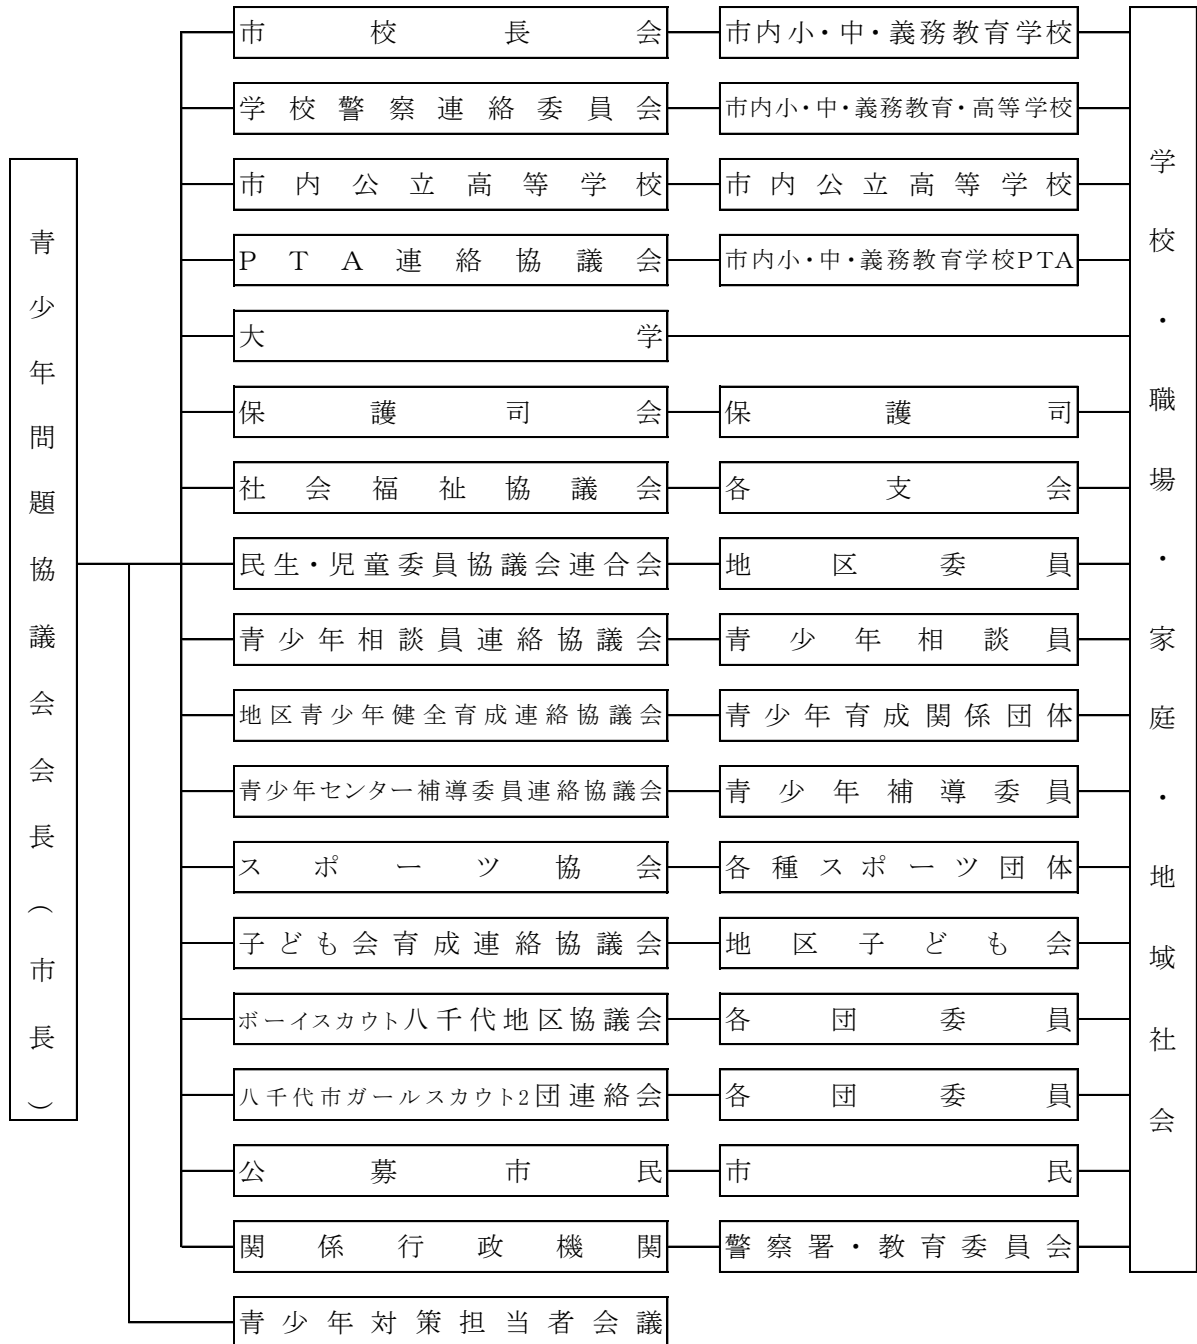 市校長会
市内小・中・義務教育学校
学校警察連絡委員会
市内小・中・義務教育・高等学校
市内公立高等学校
市内公立高等学校
PTA連絡協議会
市内小・中・義務教育学校PTA
大学
保護司会
保護司
社会福祉協議会
各支会
民生・児童委員協議会連合会
地区委員
青少年相談員連絡協議会
青少年相談員
地区青少年健全育成連絡協議会
青少年育成関係団体
青少年センター補導委員連絡協議会
青少年補導委員
スポーツ協会
各種スポーツ団体
子ども会育成連絡協議会
地区子ども会
ボーイスカウト八千代地区協議会
各団委員
八千代市ガールスカウト2団連絡会
各団委員
公募市民
市民
関係行政機関
警察署・教育委員会
青少年対策担当者会議
青少年問題協議会会長(市長)
学校・職場・家庭・地域社会